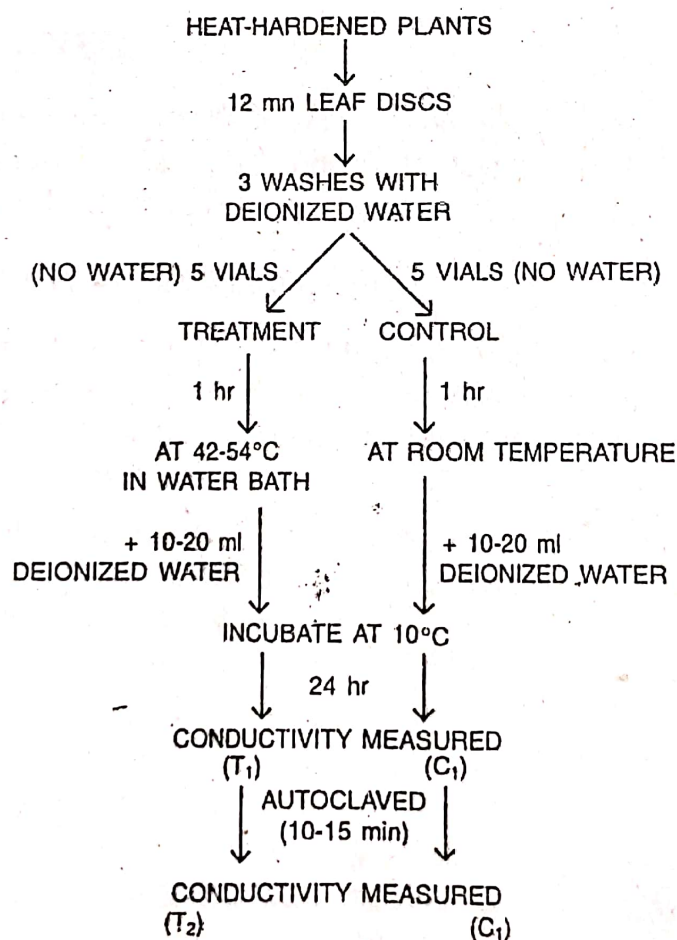 HEAT-HARDENED PLANTS
12 mn LEAF DISCS
3 WASHES WITH
DEIONIZED WATER
(NO WATER) 5 VIALS
5 VIALS (NO WATER)
TREATMENT
CONTROL
1 hr
1 hr
AT 42-54°C
IN WATER BATH
AT ROOM TEMPERATURE
+ 10-20 ml
DEIONIZED WATER
+ 10-20 ml
DEIONIZED WATER
INCUBATE AT 10°C
24 hr
CONDUCTIVITY MEASURED
(T₁)
(C₁)
AUTOCLAVED
(10-15 min)
CONDUCTIVITY MEASURED
(T₂)
(C₁)